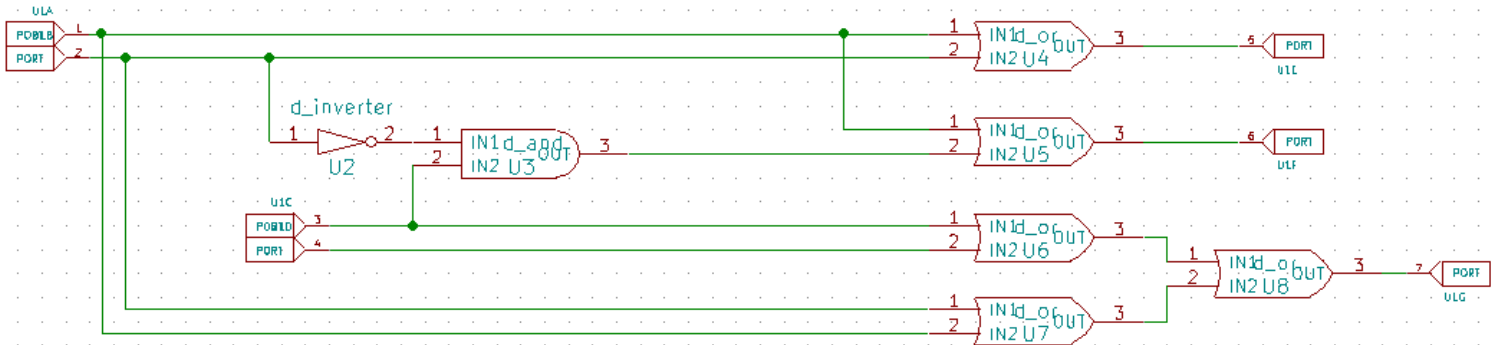 U1A
PORT 1
U1B
PORT 2
1 IN1 d_or OUT 3
2 IN2 U4
5 PORT
U1E
d_inverter
1 2
U2
1 IN1 d_and OUT 3
2 IN2 U3
1 IN1 d_or OUT 3
2 IN2 U5
6 PORT
U1F
U1C
PORT 3
U1D
PORT 4
1 IN1 d_or OUT 3
2 IN2 U6
1 IN1 d_or OUT 3
2 IN2 U8
7 PORT
U1G
1 IN1 d_or OUT 3
2 IN2 U7